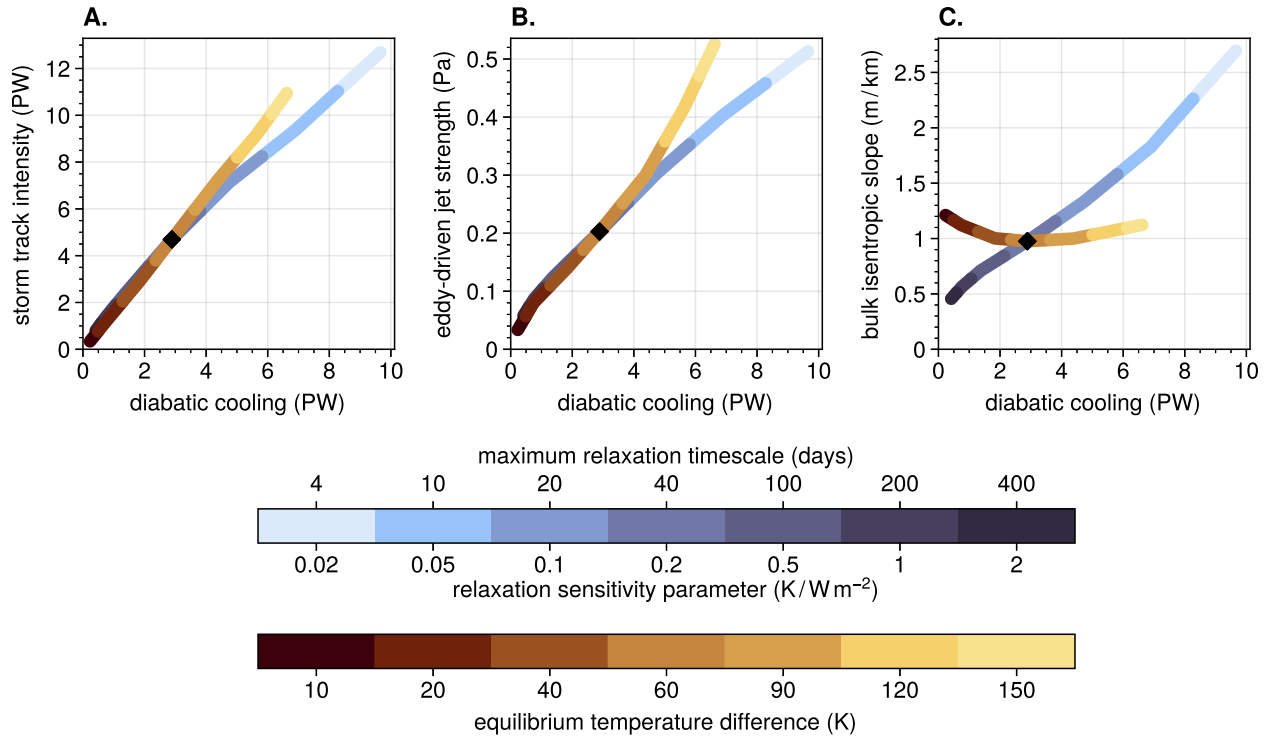 A.
B.
C.
storm track intensity (PW)
0
2
4
6
8
10
12
0 2 4 6 8 10
diabatic cooling (PW)
eddy-driven jet strength (Pa)
0
0.1
0.2
0.3
0.4
0.5
0 2 4 6 8 10
diabatic cooling (PW)
bulk isentropic slope (m / km)
0
0.5
1
1.5
2
2.5
0 2 4 6 8 10
diabatic cooling (PW)
maximum relaxation timescale (days)
4 10 20 40 100 200 400
0.02 0.05 0.1 0.2 0.5 1 2
relaxation sensitivity parameter (K / W m⁻²)
10 20 40 60 90 120 150
equilibrium temperature difference (K)